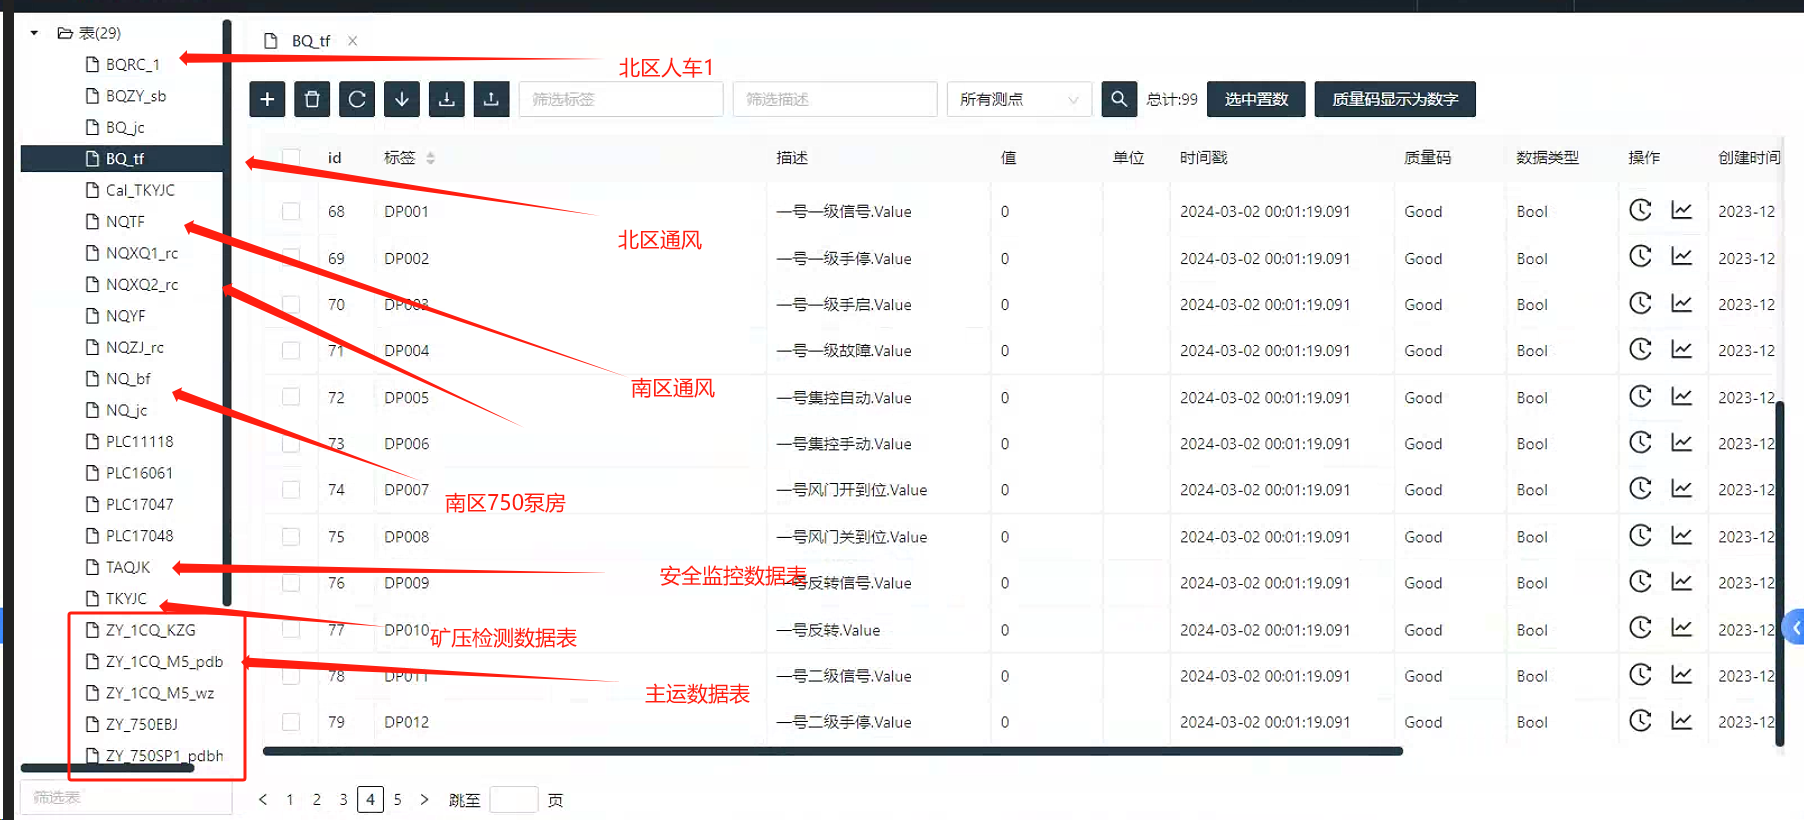 表(29)
BQRC_1
BQZY_sb
BQ_jc
BQ_tf
Cal_TKYJC
NQTF
NQXQ1_rc
NQXQ2_rc
NQYF
NQZJ_rc
NQ_bf
NQ_jc
PLC11118
PLC16061
PLC17047
PLC17048
TAQJK
TKYJC
ZY_1CQ_KZG
ZY_1CQ_M5_pdb
ZY_1CQ_M5_wz
ZY_750EBJ
ZY_750SP1_pdbh
筛选表
BQ_tf
北区人车1
筛选标签 筛选描述 所有测点 总计:99 选中置数 质量码显示为数字
id 标签 描述 值 单位 时间戳 质量码 数据类型 操作 创建时间
68 DP001 一号一级信号.Value 0 2024-03-02 00:01:19.091 Good Bool 2023-12
北区通风
69 DP002 一号一级手停.Value 0 2024-03-02 00:01:19.091 Good Bool 2023-12
70 DP003 一号一级手启.Value 0 2024-03-02 00:01:19.091 Good Bool 2023-12
71 DP004 一号一级故障.Value 0 2024-03-02 00:01:19.091 Good Bool 2023-12
南区通风
72 DP005 一号集控自动.Value 0 2024-03-02 00:01:19.091 Good Bool 2023-12
73 DP006 一号集控手动.Value 0 2024-03-02 00:01:19.091 Good Bool 2023-12
74 DP007 一号风门开到位.Value 0 2024-03-02 00:01:19.091 Good Bool 2023-12
南区750泵房
75 DP008 一号风门关到位.Value 0 2024-03-02 00:01:19.091 Good Bool 2023-12
安全监控数据表
76 DP009 一号反转信号.Value 0 2024-03-02 00:01:19.091 Good Bool 2023-12
77 DP010 一号反转.Value 0 2024-03-02 00:01:19.091 Good Bool 2023-12
矿压检测数据表
78 DP011 一号二级信号.Value 0 2024-03-02 00:01:19.091 Good Bool 2023-12
主运数据表
79 DP012 一号二级手停.Value 0 2024-03-02 00:01:19.091 Good Bool 2023-12
1 2 3 4 5 跳至 页